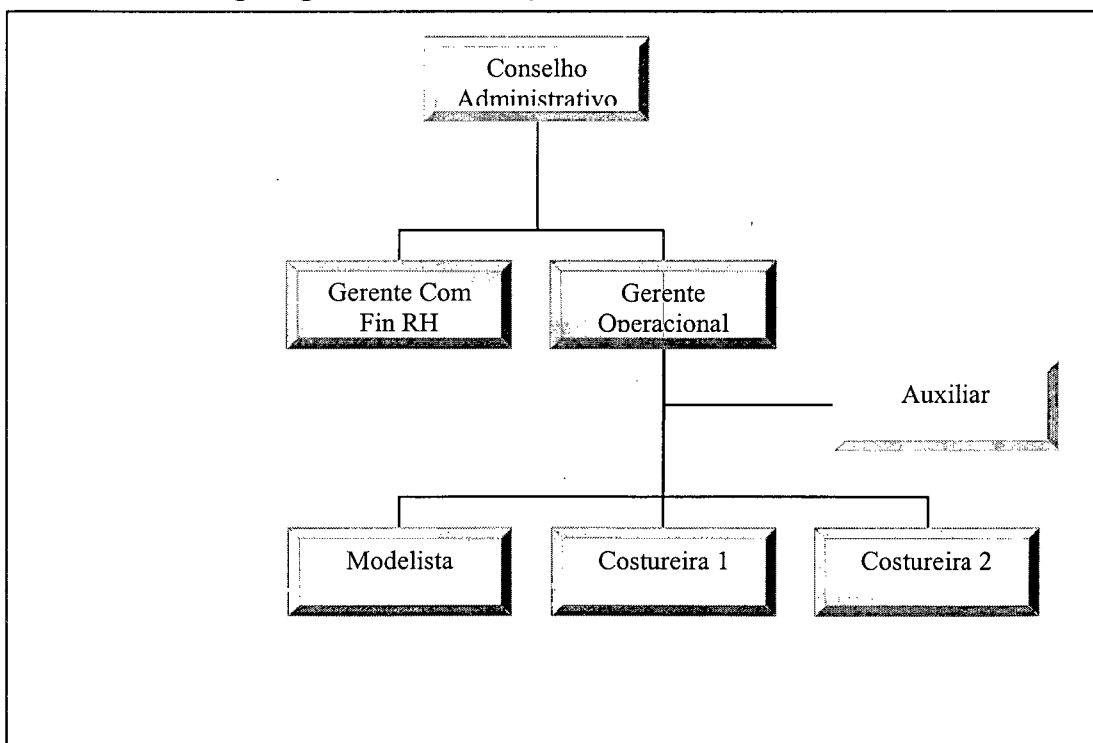 Conselho
Administrativo
Gerente Com
Fin RH
Gerente
Operacional
Auxiliar
Modelista
Costureira 1
Costureira 2